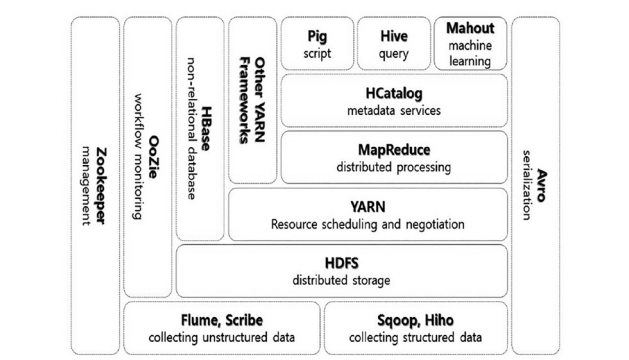 Zookeeper
management
OoZie
workflow monitoring
HBase
non-relational database
Other YARN
Frameworks
Pig
script
Hive
query
Mahout
machine
learning
HCatalog
metadata services
MapReduce
distributed processing
YARN
Resource scheduling and negotiation
HDFS
distributed storage
Flume, Scribe
collecting unstructured data
Sqoop, Hiho
collecting structured data
Avro
serialization